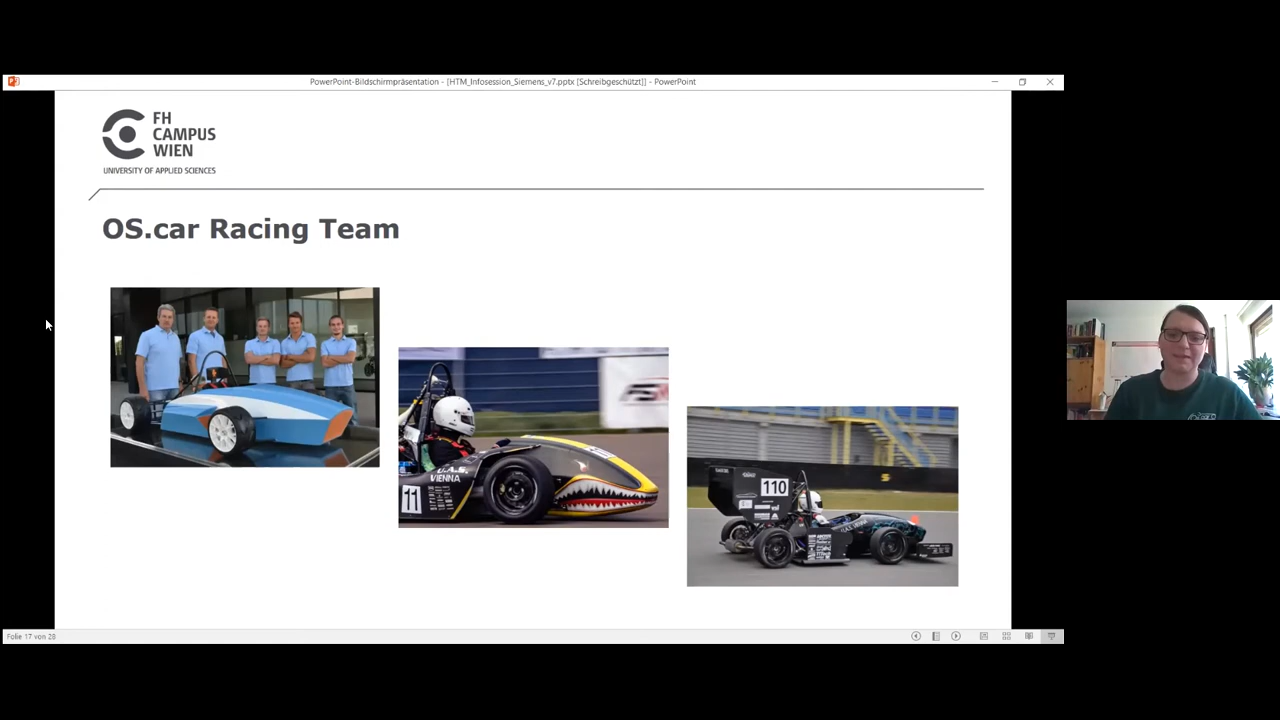 PowerPoint-Bildschirmpräsentation - [HTM_Infosession_Siemens_v7.pptx [Schreibgeschützt]] - PowerPoint
FH
CAMPUS
WIEN
UNIVERSITY OF APPLIED SCIENCES
OS.car Racing Team
U.A.S.
VIENNA
11
110
Folie 17 von 28